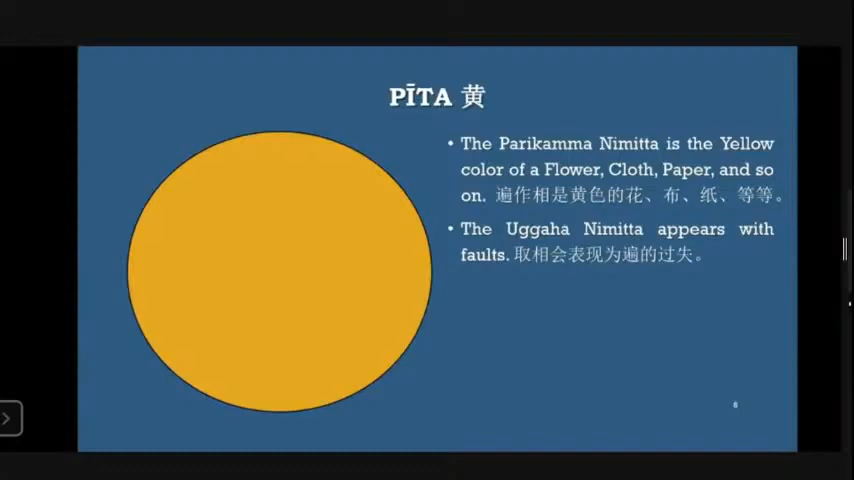 PĪTA 黄
• The Parikamma Nimitta is the Yellow
color of a Flower, Cloth, Paper, and so
on. 遍作相是黄色的花、布、纸、等等。
• The Uggaha Nimitta appears with
faults. 取相会表现为遍的过失。
6